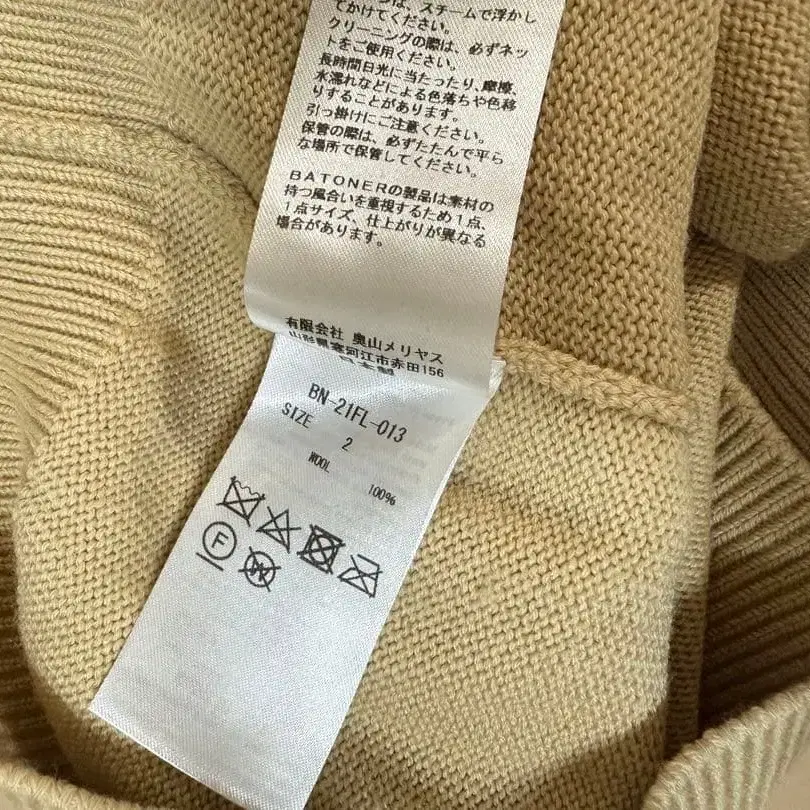 は、スチームで浮かし
てかけてください。
クリーニングの際は、必ずネッ
トをご使用ください。
長時間日光に当たったり、摩擦、
水濡れなどによる色落ちや色移
りすることがあります。
引っ掛けにご注意ください。
保管の際は、必ずたたんで平ら
な場所で保管してください。
BATONERの製品は素材の
持つ風合いを重視するため1点、
1点サイズ、仕上がりが異なる
場合があります。
有限会社 奥山メリヤス
山形県寒河江市赤田156
日本製
BN-21FL-013
SIZE 2
WOOL 100%
F
W